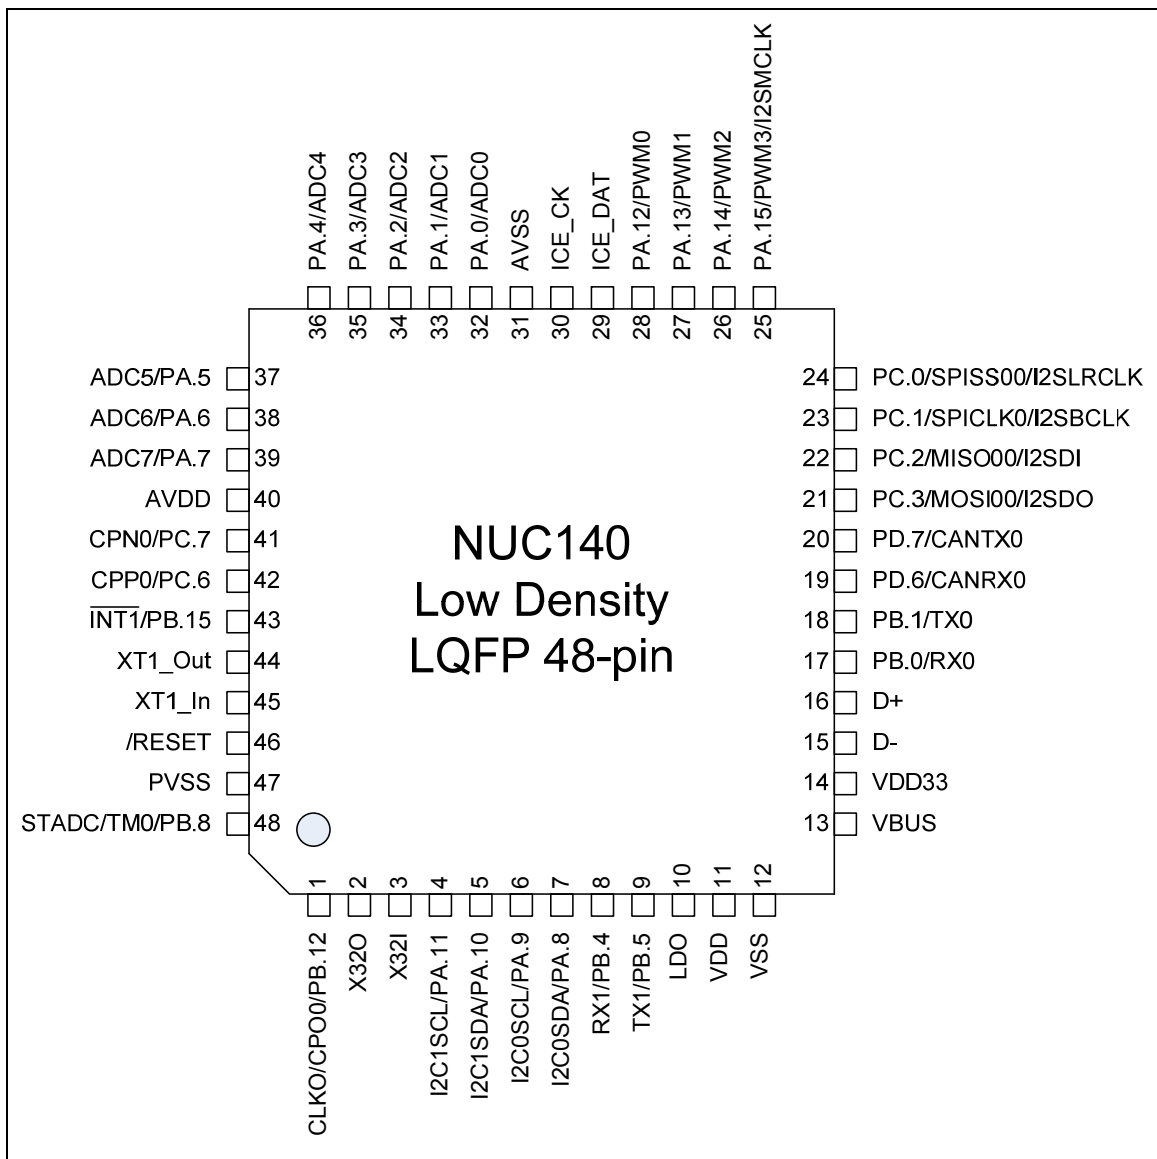 PA.4/ADC4
PA.3/ADC3
PA.2/ADC2
PA.1/ADC1
PA.0/ADC0
AVSS
ICE_CK
ICE_DAT
PA.12/PWM0
PA.13/PWM1
PA.14/PWM2
PA.15/PWM3/I2SMCLK
36
35
34
33
32
31
30
29
28
27
26
25
ADC5/PA.5 37
ADC6/PA.6 38
ADC7/PA.7 39
AVDD 40
CPN0/PC.7 41
CPP0/PC.6 42
INT1/PB.15 43
XT1_Out 44
XT1_In 45
/RESET 46
PVSS 47
STADC/TM0/PB.8 48
NUC140
Low Density
LQFP 48-pin
24 PC.0/SPISS00/I2SLRCLK
23 PC.1/SPICLK0/I2SBCLK
22 PC.2/MISO00/I2SDI
21 PC.3/MOSI00/I2SDO
20 PD.7/CANTX0
19 PD.6/CANRX0
18 PB.1/TX0
17 PB.0/RX0
16 D+
15 D-
14 VDD33
13 VBUS
1
2
3
4
5
6
7
8
9
10
11
12
CLKO/CPO0/PB.12
X32O
X32I
I2C1SCL/PA.11
I2C1SDA/PA.10
I2C0SCL/PA.9
I2C0SDA/PA.8
RX1/PB.4
TX1/PB.5
LDO
VDD
VSS